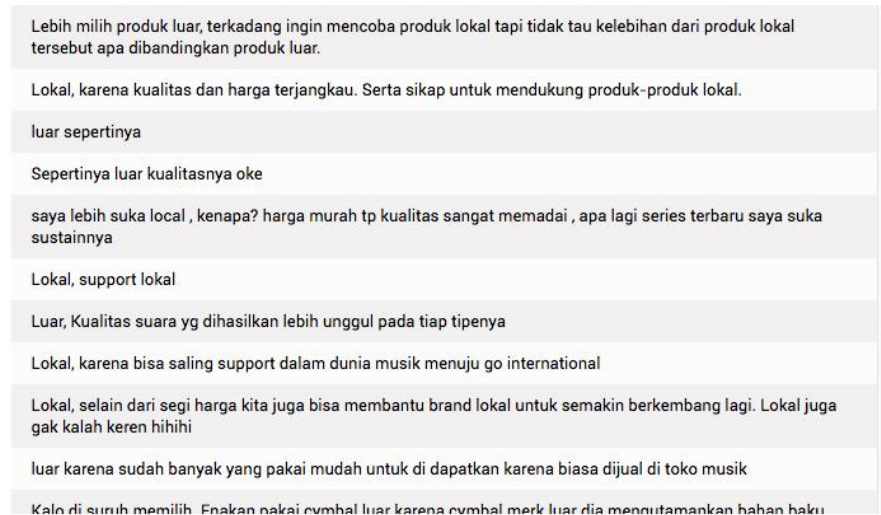 Lebih milih produk luar, terkadang ingin mencoba produk lokal tapi tidak tau kelebihan dari produk lokal
tersebut apa dibandingkan produk luar.
Lokal, karena kualitas dan harga terjangkau. Serta sikap untuk mendukung produk-produk lokal.
luar sepertinya
Sepertinya luar kualitasnya oke
saya lebih suka local , kenapa? harga murah tp kualitas sangat memadai , apa lagi series terbaru saya suka
sustainnya
Lokal, support lokal
Luar, Kualitas suara yg dihasilkan lebih unggul pada tiap tipenya
Lokal, karena bisa saling support dalam dunia musik menuju go international
Lokal, selain dari segi harga kita juga bisa membantu brand lokal untuk semakin berkembang lagi. Lokal juga
gak kalah keren hihihi
luar karena sudah banyak yang pakai mudah untuk di dapatkan karena biasa dijual di toko musik
Kalo di suruh memilih. Enakan pakai cymbal luar karena cymbal merk luar dia mengutamankan bahan baku